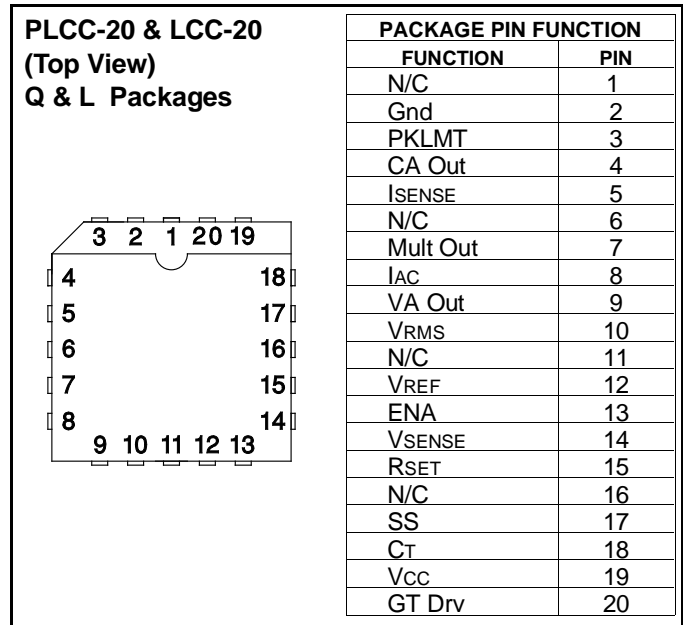 PLCC-20 & LCC-20
(Top View)
Q & L Packages
3 2 1 20 19
4 18
5 17
6 16
7 15
8 14
9 10 11 12 13
PACKAGE PIN FUNCTION
FUNCTION PIN
N/C 1
Gnd 2
PKLMT 3
CA Out 4
ISENSE 5
N/C 6
Mult Out 7
IAC 8
VA Out 9
VRMS 10
N/C 11
VREF 12
ENA 13
VSENSE 14
RSET 15
N/C 16
SS 17
CT 18
VCC 19
GT Drv 20